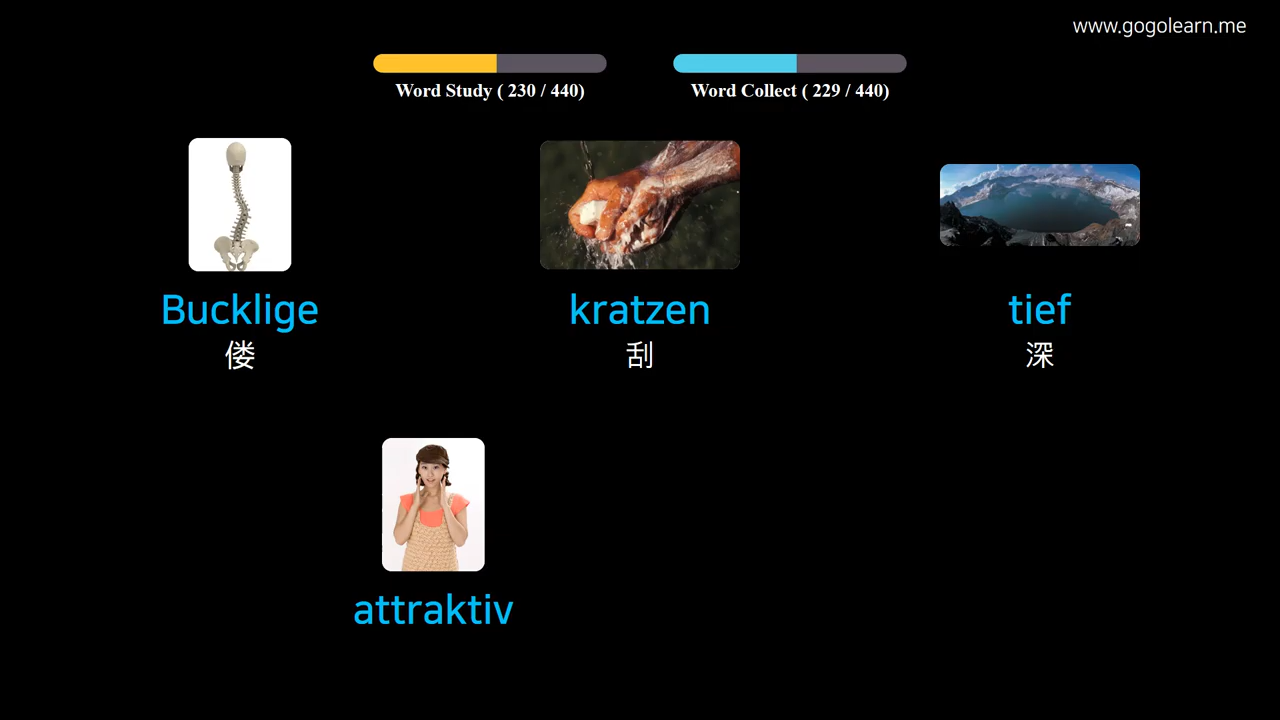 www.gogolearn.me
Word Study ( 230 / 440)
Word Collect ( 229 / 440)
Bucklige
偻
kratzen
刮
tief
深
attraktiv